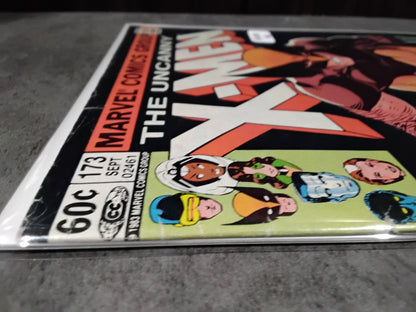 MARVEL COMICS GROUP
THE UNCANNY
X-MEN
60¢
173
SEPT
02461
CC
© 1983 MARVEL COMICS GROUP